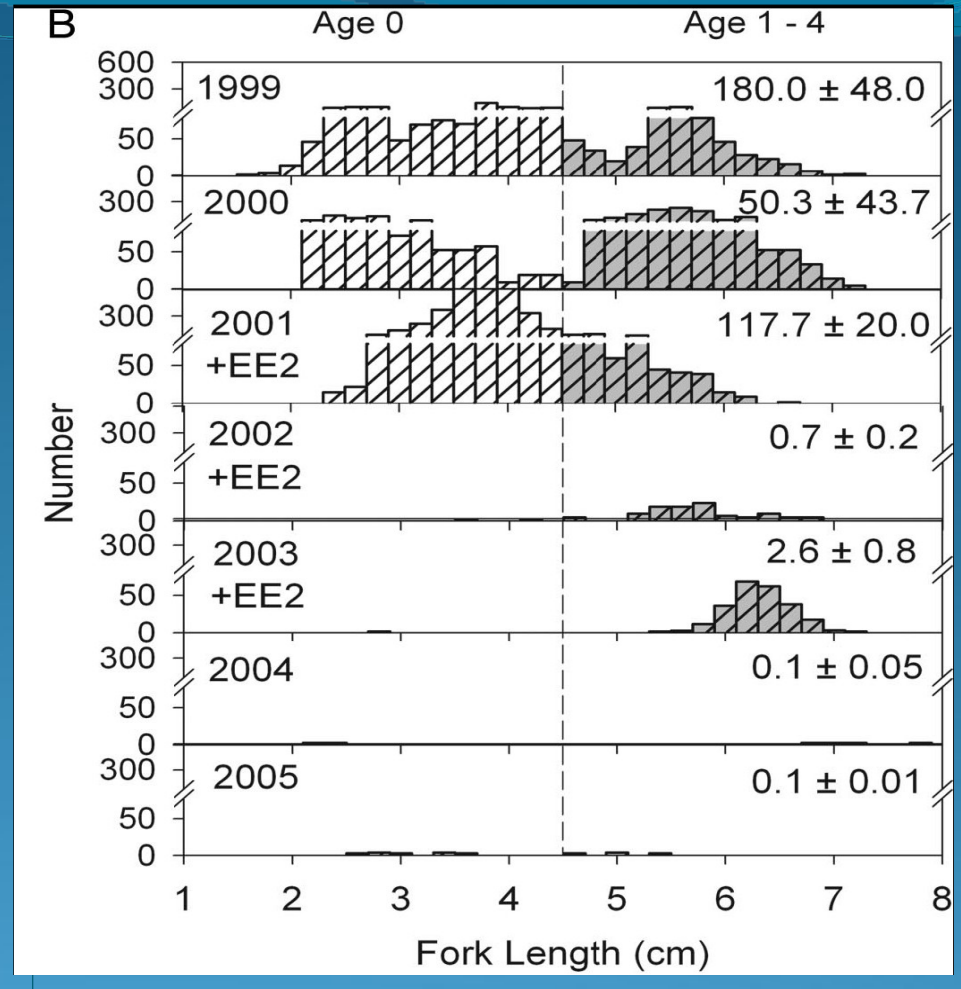 B
Age 0 Age 1 - 4
600
300 1999 180.0 ± 48.0
50
0
300 2000 50.3 ± 43.7
50
0
300 2001 117.7 ± 20.0
+EE2
50
0
300 2002 0.7 ± 0.2
50 +EE2
0
300 2003 2.6 ± 0.8
50 +EE2
0
300 2004 0.1 ± 0.05
50
0
300 2005 0.1 ± 0.01
50
0
Number
1 2 3 4 5 6 7 8
Fork Length (cm)